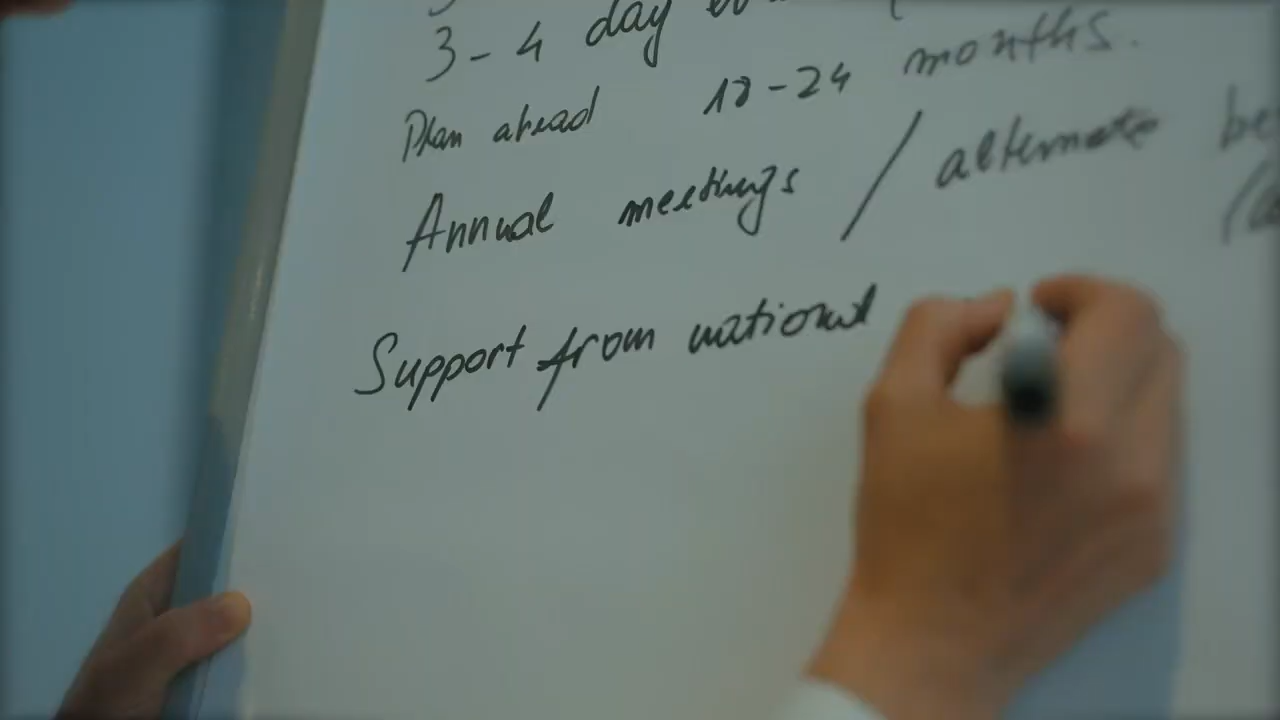 3-4 day
Plan ahead 18-24 months.
Annual meetings / alternate
Support from national